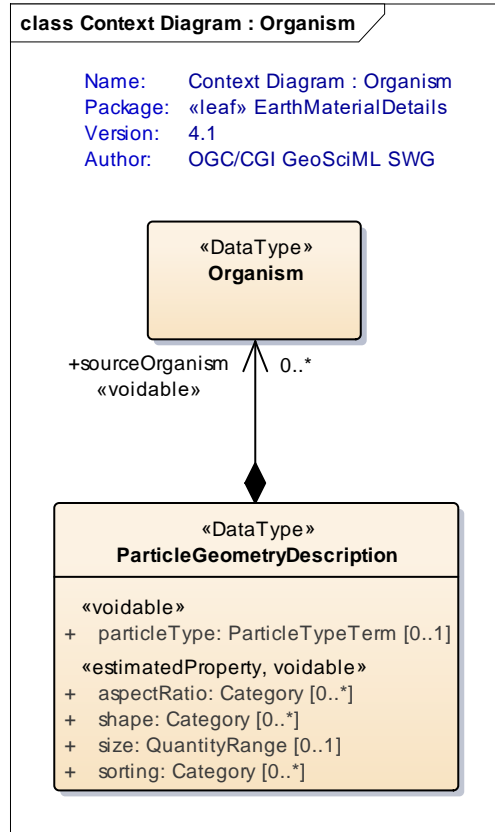 class Context Diagram : Organism
Name: Context Diagram : Organism
Package: «leaf» EarthMaterialDetails
Version: 4.1
Author: OGC/CGI GeoSciML SWG
«DataType»
Organism
+sourceOrganism 0..*
«voidable»
«DataType»
ParticleGeometryDescription
«voidable»
+ particleType: ParticleTypeTerm [0..1]
«estimatedProperty, voidable»
+ aspectRatio: Category [0..*]
+ shape: Category [0..*]
+ size: QuantityRange [0..1]
+ sorting: Category [0..*]